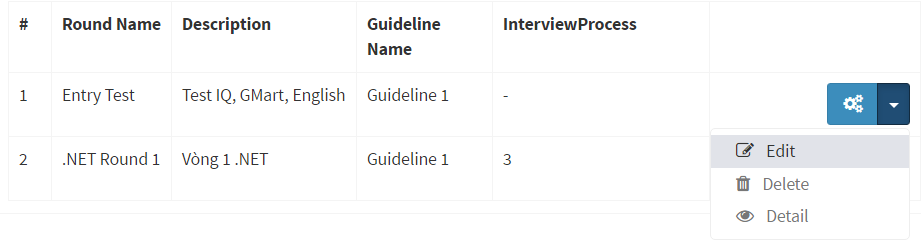 # Round Name Description Guideline Name InterviewProcess
1 Entry Test Test IQ, GMart, English Guideline 1 -
2 .NET Round 1 Vòng 1 .NET Guideline 1 3
Edit
Delete
Detail